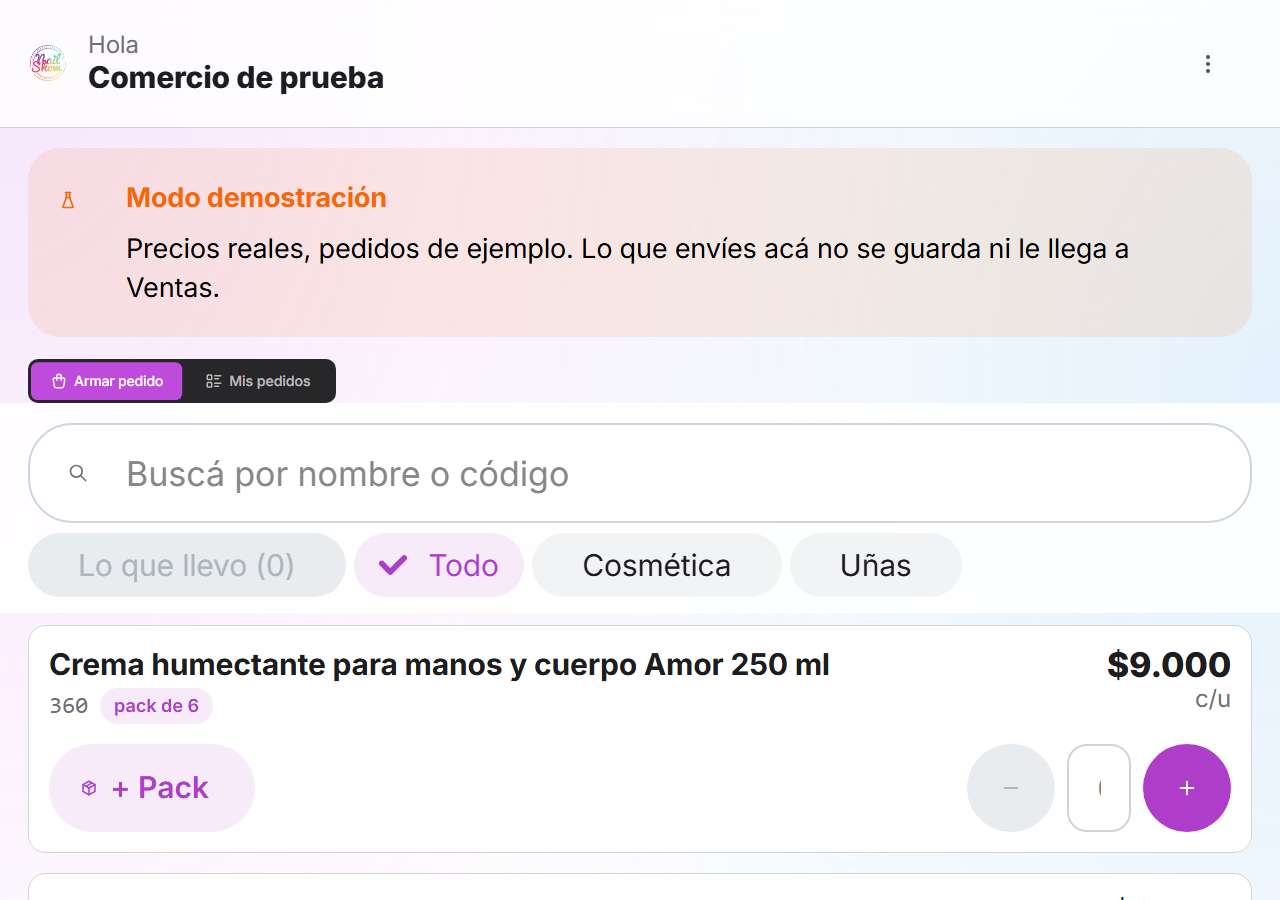 Nail
Show
Hola
Comercio de prueba
Modo demostración
Precios reales, pedidos de ejemplo. Lo que envíes acá no se guarda ni le llega a
Ventas.
Armar pedido
Mis pedidos
Buscá por nombre o código
Lo que llevo (0)
Todo
Cosmética
Uñas
Crema humectante para manos y cuerpo Amor 250 ml
$9.000
360
pack de 6
c/u
+ Pack